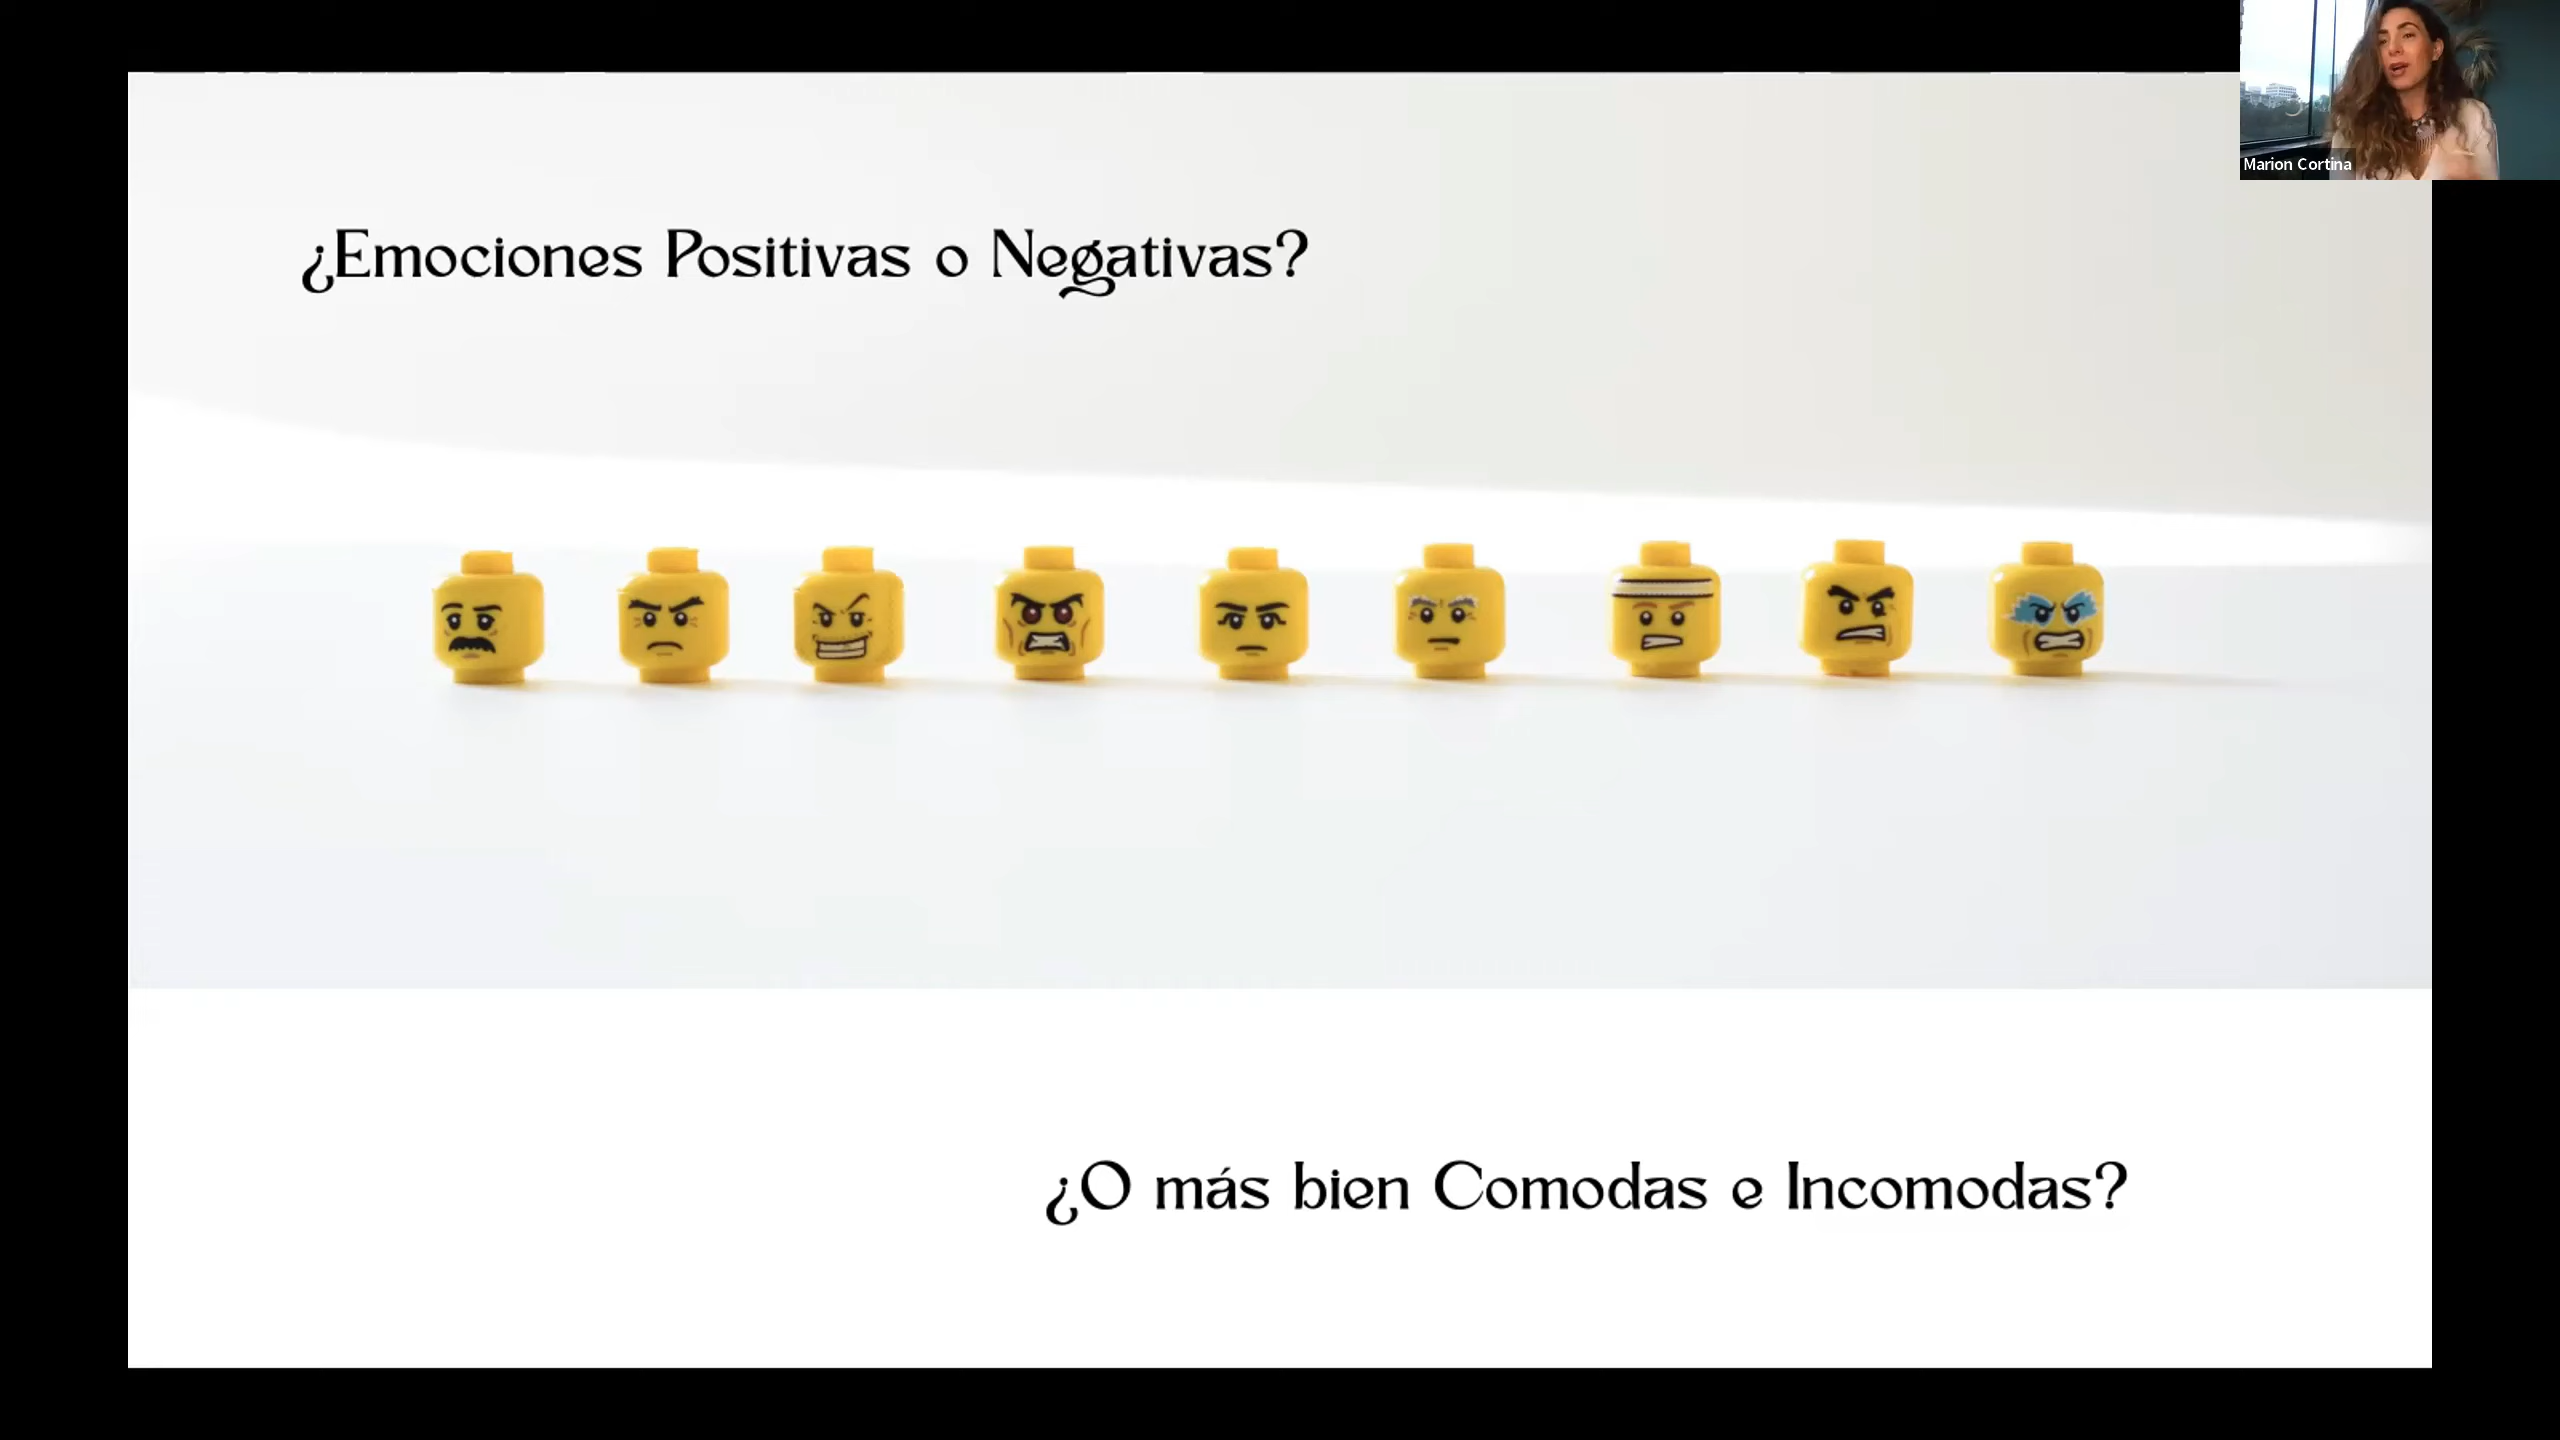 Marion Cortina
¿Emociones Positivas o Negativas?
¿O más bien Comodas e Incomodas?